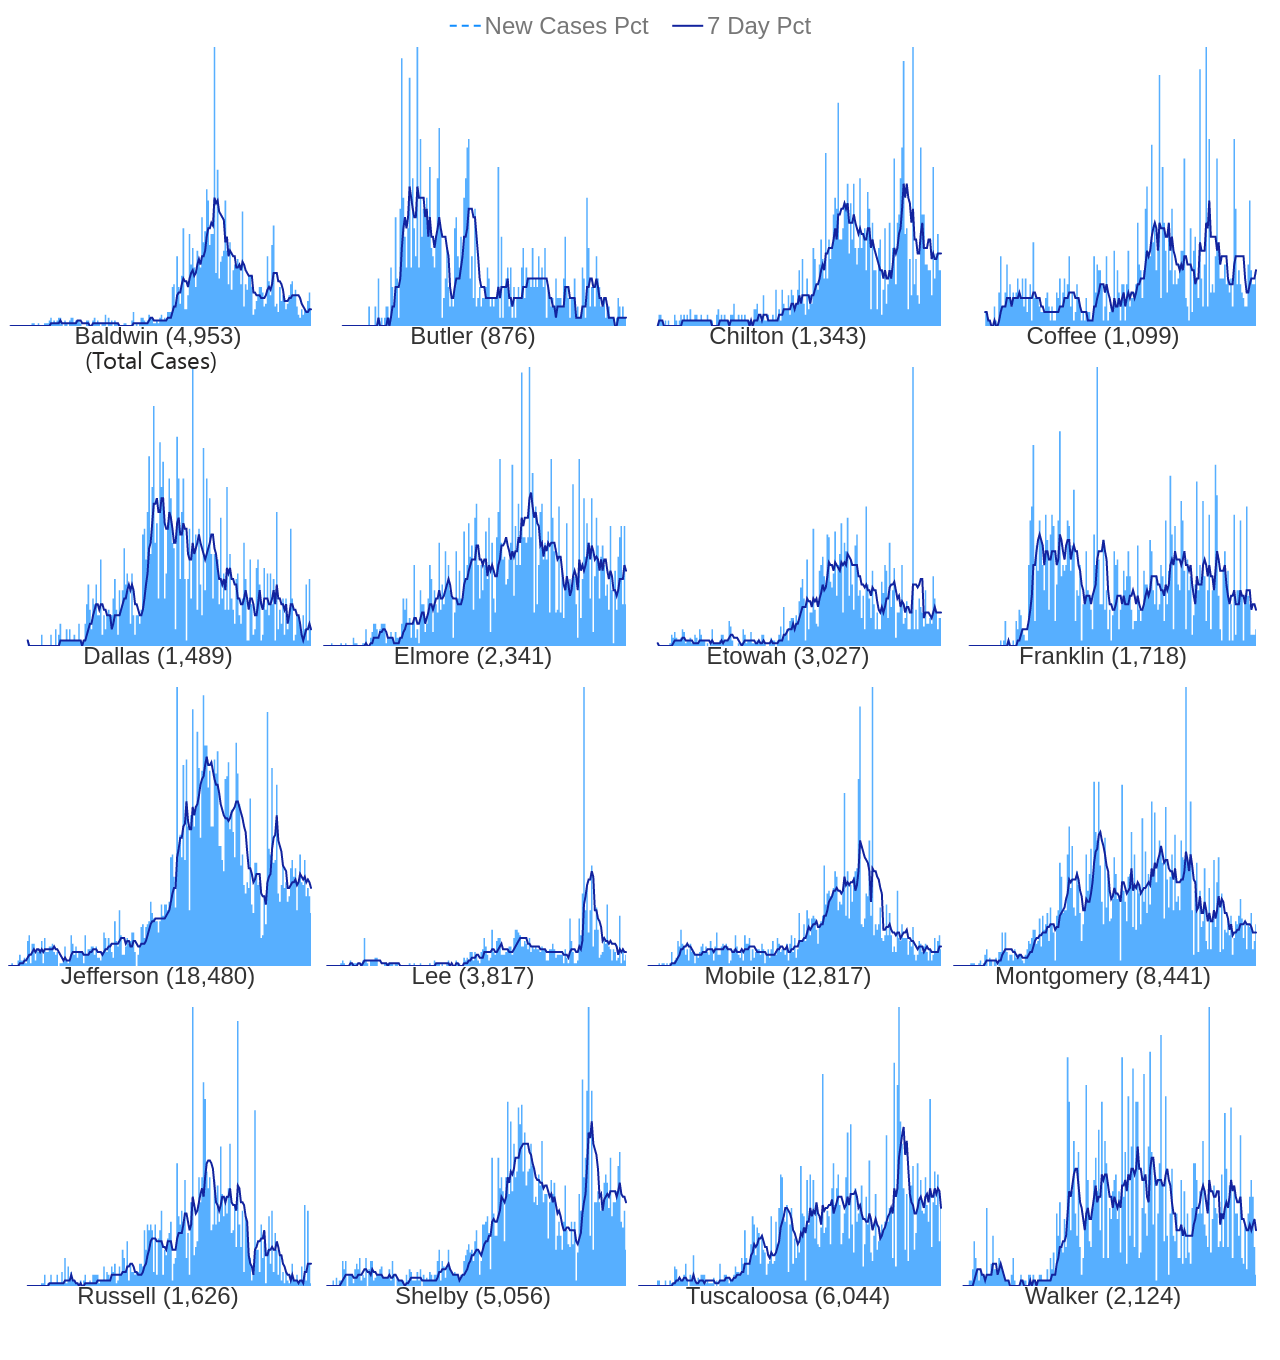 New Cases Pct 7 Day Pct
Baldwin (4,953) Butler (876) Chilton (1,343) Coffee (1,099)
(Total Cases)
Dallas (1,489) Elmore (2,341) Etowah (3,027) Franklin (1,718)
Jefferson (18,480) Lee (3,817) Mobile (12,817) Montgomery (8,441)
Russell (1,626) Shelby (5,056) Tuscaloosa (6,044) Walker (2,124)